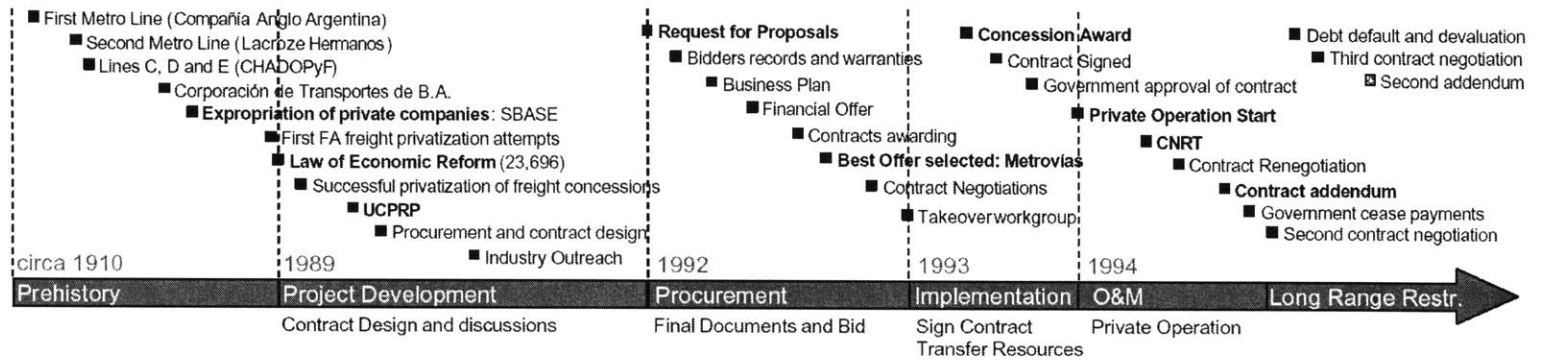 First Metro Line (Compañía Anglo Argentina)
Second Metro Line (Lacroze Hermanos)
Lines C, D and E (CHADOPyF)
Corporación de Transportes de B.A.
Expropriation of private companies: SBASE
First FA freight privatization attempts
Law of Economic Reform (23,696)
Successful privatization of freight concessions
UCPRP
Procurement and contract design
Industry Outreach
Request for Proposals
Bidders records and warranties
Business Plan
Financial Offer
Contracts awarding
Best Offer selected: Metrovías
Contract Negotiations
Takeover workgroup
Concession Award
Contract Signed
Government approval of contract
Private Operation Start
CNRT
Contract Renegotiation
Contract addendum
Government cease payments
Second contract negotiation
Debt default and devaluation
Third contract negotiation
Second addendum
circa 1910
1989
1992
1993
1994
Prehistory
Project Development
Procurement
Implementation
O&M
Long Range Restr.
Contract Design and discussions
Final Documents and Bid
Sign Contract
Transfer Resources
Private Operation